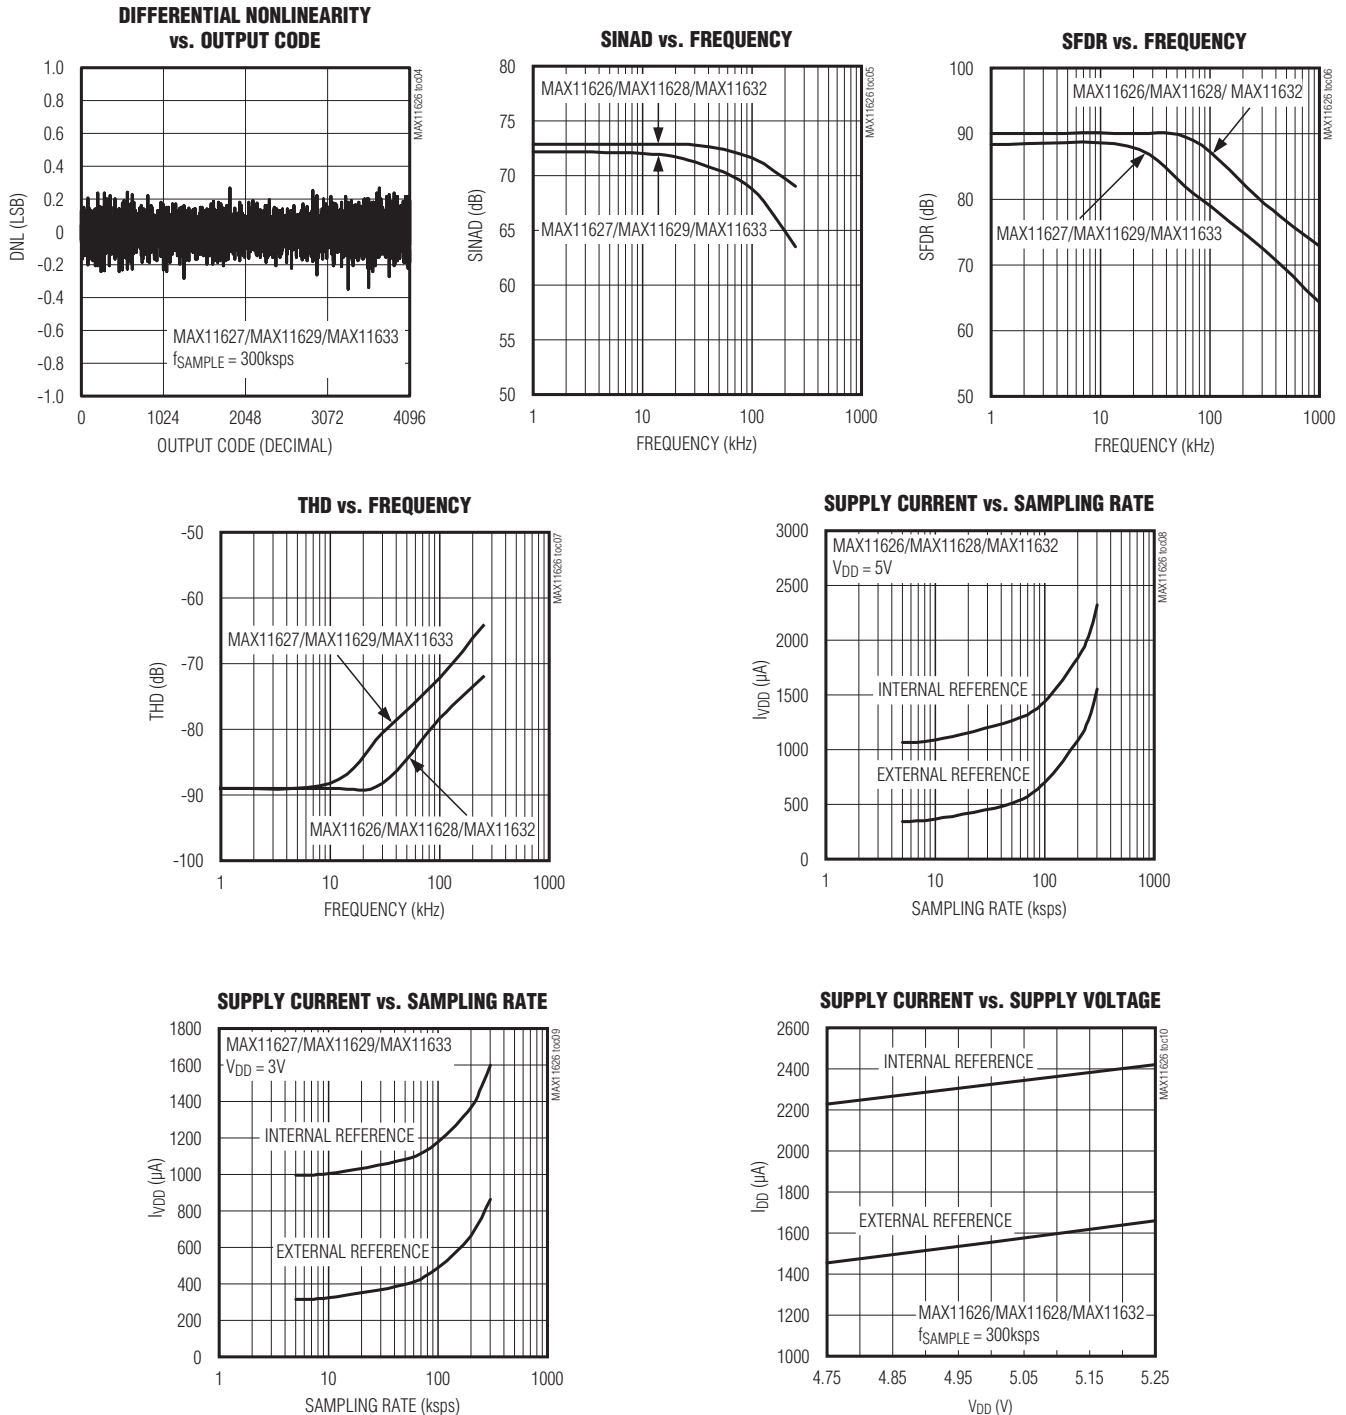 DIFFERENTIAL NONLINEARITY
vs. OUTPUT CODE
MAX11626 toc04
1.0
0.8
0.6
0.4
0.2
0
-0.2
-0.4
-0.6
-0.8
-1.0
DNL (LSB)
MAX11627/MAX11629/MAX11633
fSAMPLE = 300ksps
0 1024 2048 3072 4096
OUTPUT CODE (DECIMAL)
SINAD vs. FREQUENCY
MAX11626 toc05
80
75
70
65
60
55
50
SINAD (dB)
MAX11626/MAX11628/MAX11632
MAX11627/MAX11629/MAX11633
1 10 100 1000
FREQUENCY (kHz)
SFDR vs. FREQUENCY
MAX11626 toc06
100
90
80
70
60
50
SFDR (dB)
MAX11626/MAX11628/ MAX11632
MAX11627/MAX11629/MAX11633
1 10 100 1000
FREQUENCY (kHz)
THD vs. FREQUENCY
MAX11626 toc07
-50
-60
-70
-80
-90
-100
THD (dB)
MAX11627/MAX11629/MAX11633
MAX11626/MAX11628/MAX11632
1 10 100 1000
FREQUENCY (kHz)
SUPPLY CURRENT vs. SAMPLING RATE
MAX11626 toc08
3000
2500
2000
1500
1000
500
0
IVDD (µA)
MAX11626/MAX11628/MAX11632
VDD = 5V
INTERNAL REFERENCE
EXTERNAL REFERENCE
1 10 100 1000
SAMPLING RATE (ksps)
SUPPLY CURRENT vs. SAMPLING RATE
MAX11626 toc09
1800
1600
1400
1200
1000
800
600
400
200
0
IVDD (µA)
MAX11627/MAX11629/MAX11633
VDD = 3V
INTERNAL REFERENCE
EXTERNAL REFERENCE
1 10 100 1000
SAMPLING RATE (ksps)
SUPPLY CURRENT vs. SUPPLY VOLTAGE
MAX11626 toc10
2600
2400
2200
2000
1800
1600
1400
1200
1000
IDD (µA)
INTERNAL REFERENCE
EXTERNAL REFERENCE
MAX11626/MAX11628/MAX11632
fSAMPLE = 300ksps
4.75 4.85 4.95 5.05 5.15 5.25
VDD (V)